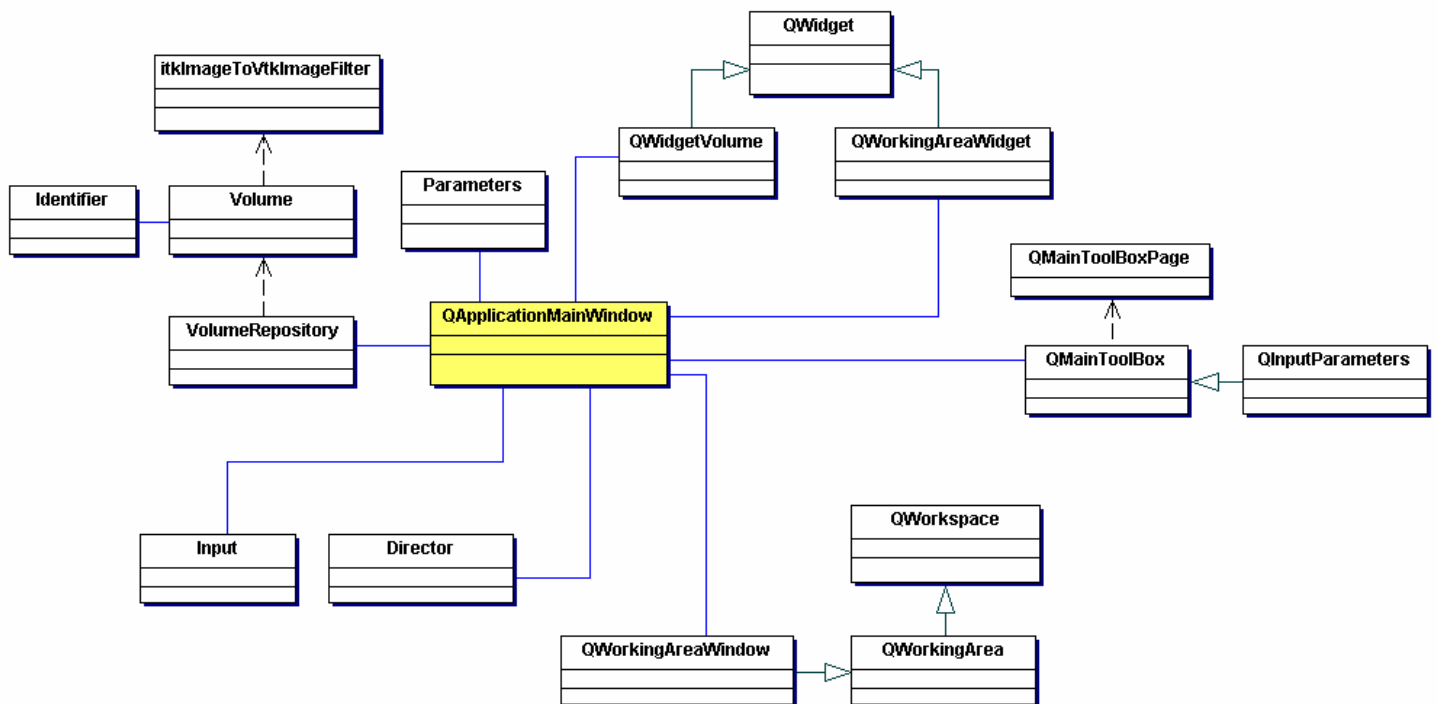 QWidget
itkImageToVtkImageFilter
QWidgetVolume
QWorkingAreaWidget
Parameters
Identifier
Volume
QMainToolBoxPage
QApplicationMainWindow
VolumeRepository
QMainToolBox
QInputParameters
QWorkspace
Input
Director
QWorkingAreaWindow
QWorkingArea